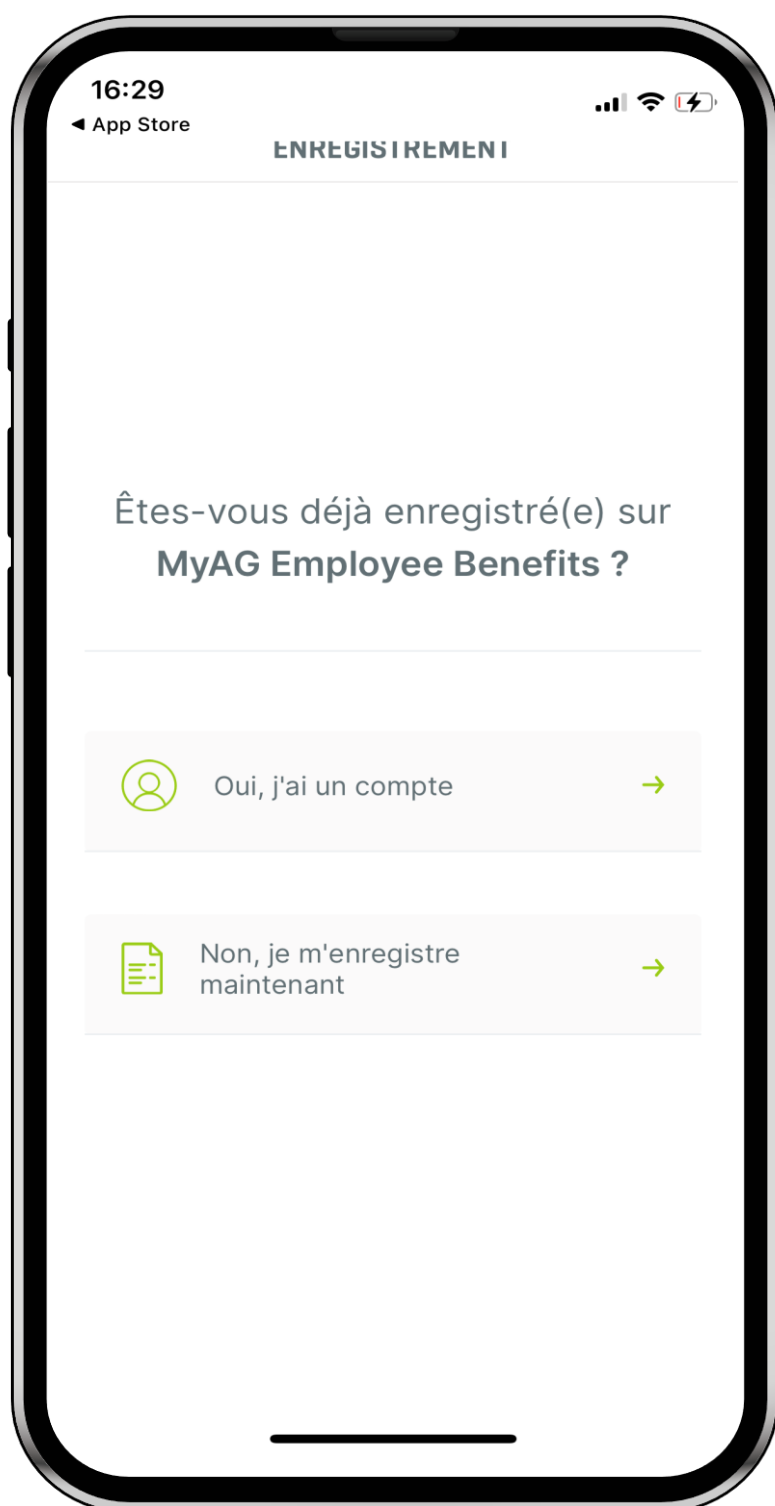 16:29
◀ App Store
ENREGISTREMENT
Êtes-vous déjà enregistré(e) sur
MyAG Employee Benefits ?
Oui, j'ai un compte
Non, je m'enregistre
maintenant